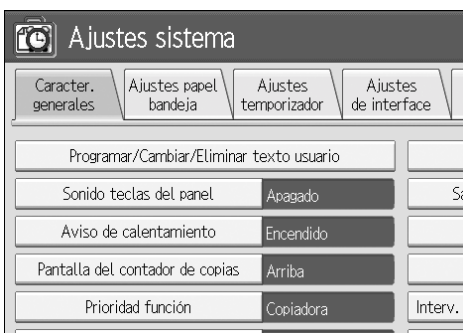 Ajustes sistema
Caracter.
generales
Ajustes papel
bandeja
Ajustes
temporizador
Ajustes
de interface
Programar/Cambiar/Eliminar texto usuario
Sonido teclas del panel Apagado
Aviso de calentamiento Encendido
Pantalla del contador de copias Arriba
Prioridad función Copiadora Interv.